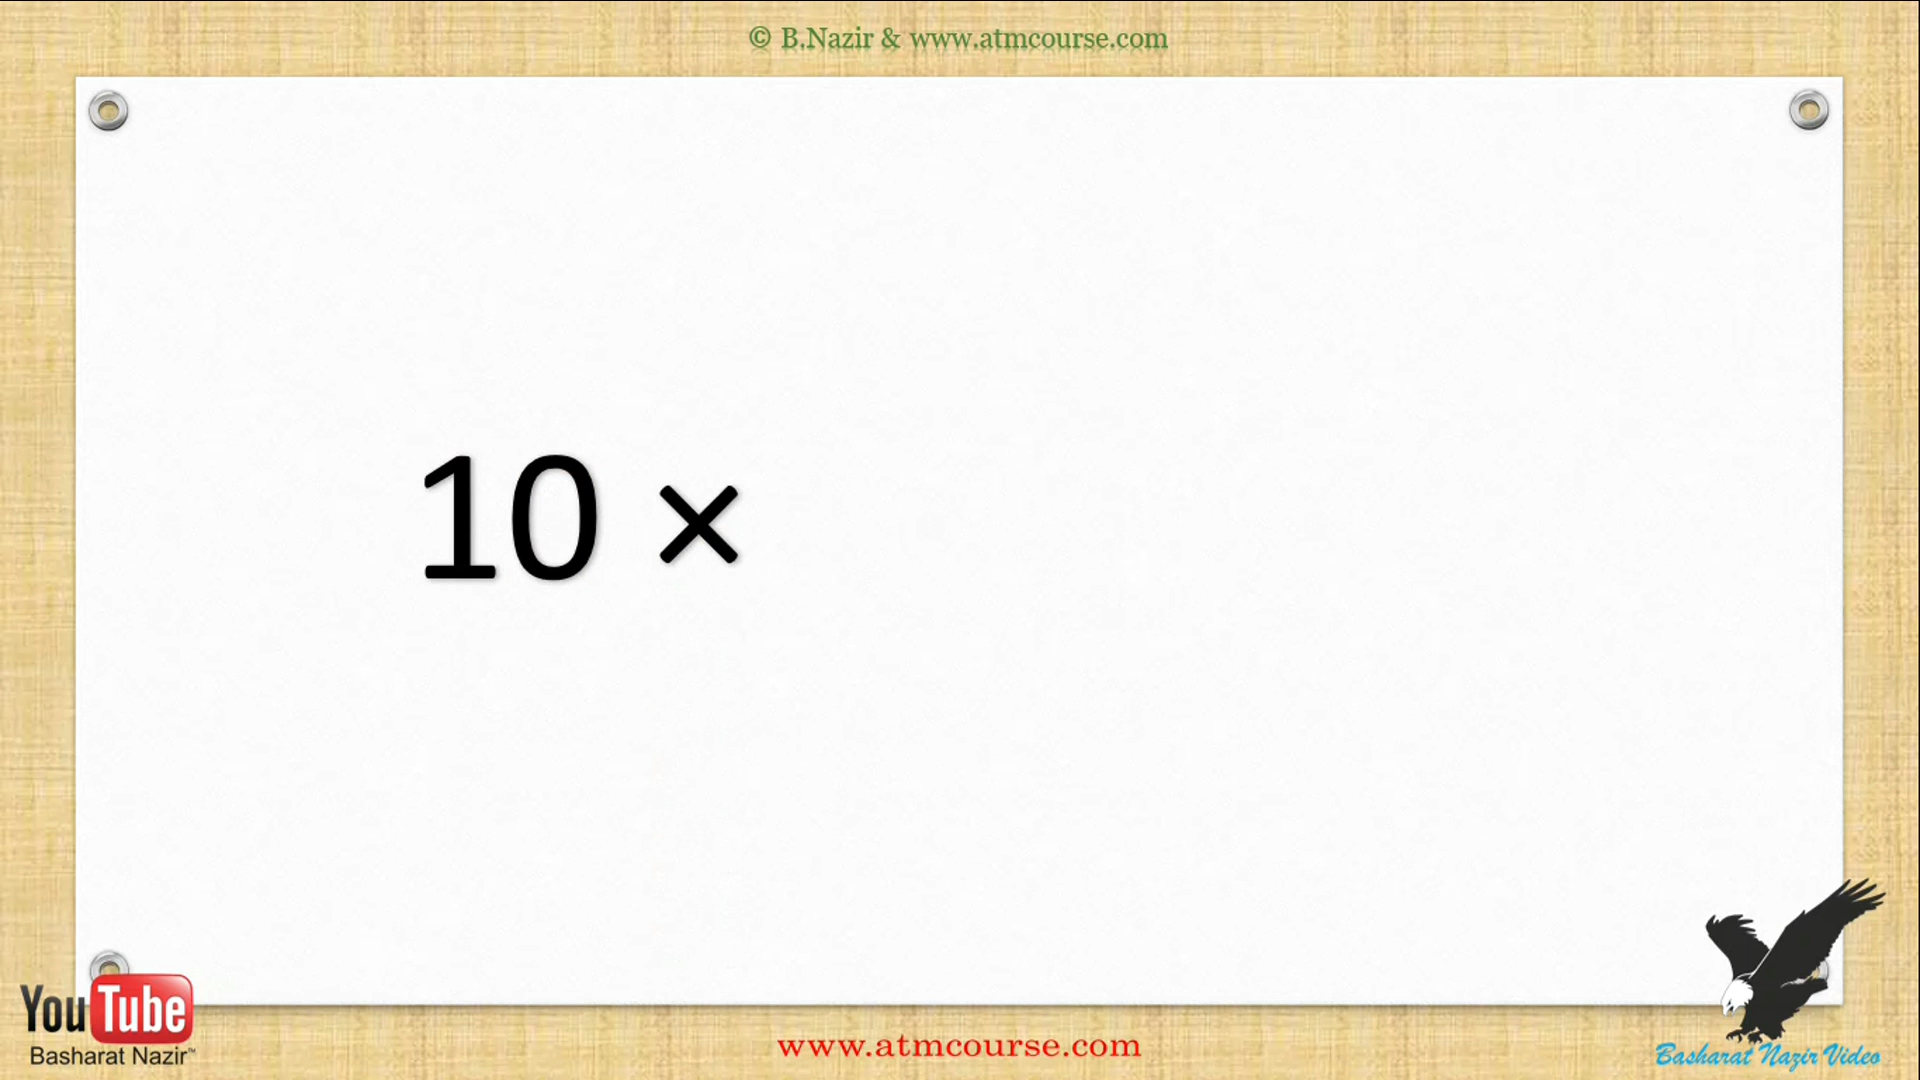 © B.Nazir & www.atmcourse.com
10 ×
YouTube
Basharat Nazir™
www.atmcourse.com
Basharat Nazir Video